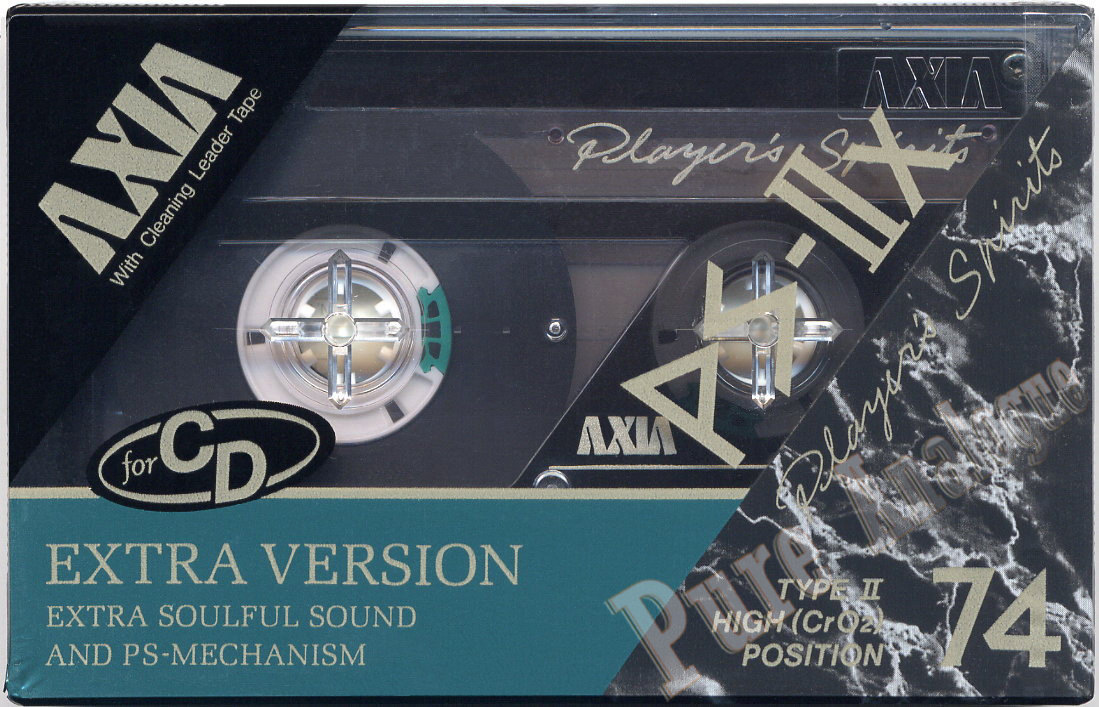 AXIA
With Cleaning Leader Tape
AXIA
Player's Spirits
PS-IIX
Player's Spirits
AXIA
for CD
EXTRA VERSION
EXTRA SOULFUL SOUND
AND PS-MECHANISM
TYPE II
HIGH (CrO2)
POSITION
74
Pure Analogue